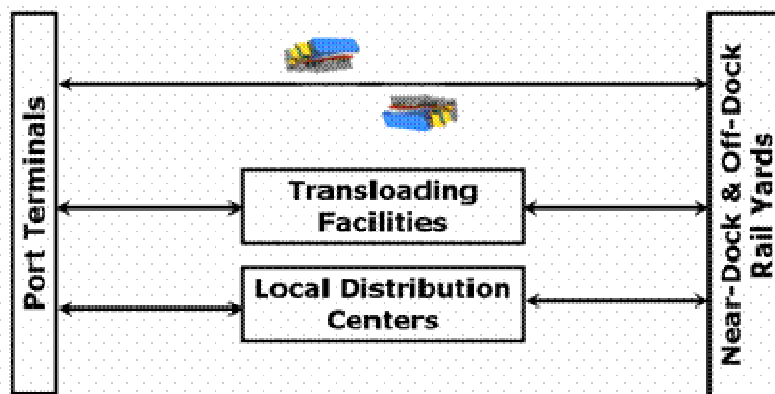 Port Terminals
Transloading
Facilities
Local Distribution
Centers
Near-Dock & Off-Dock
Rail Yards